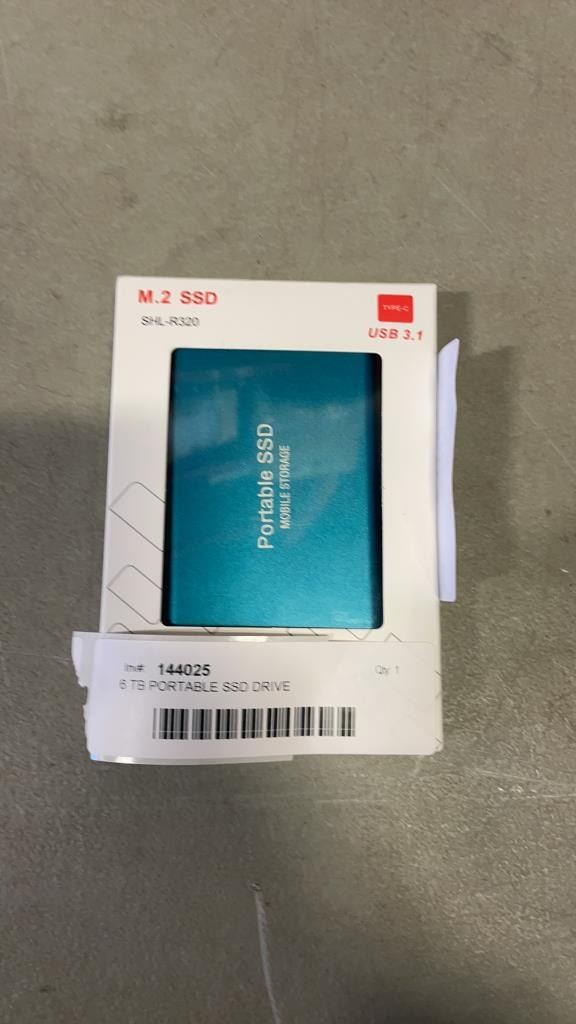 M.2 SSD
SHL-R320
TYPE-C
USB 3.1
Portable SSD
MOBILE STORAGE
Inv#: 144025
Qty: 1
6 TB PORTABLE SSD DRIVE